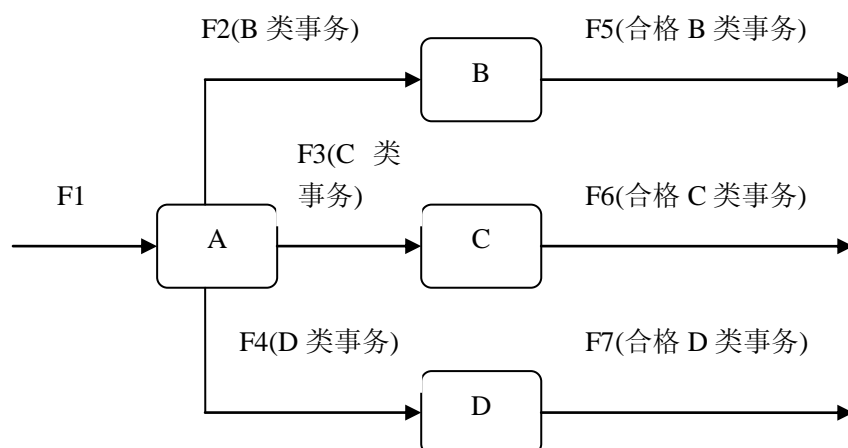 F2(B 类事务)
F5(合格 B 类事务)
B
F3(C 类
事务)
F1
F6(合格 C 类事务)
A
C
F4(D 类事务)
F7(合格 D 类事务)
D